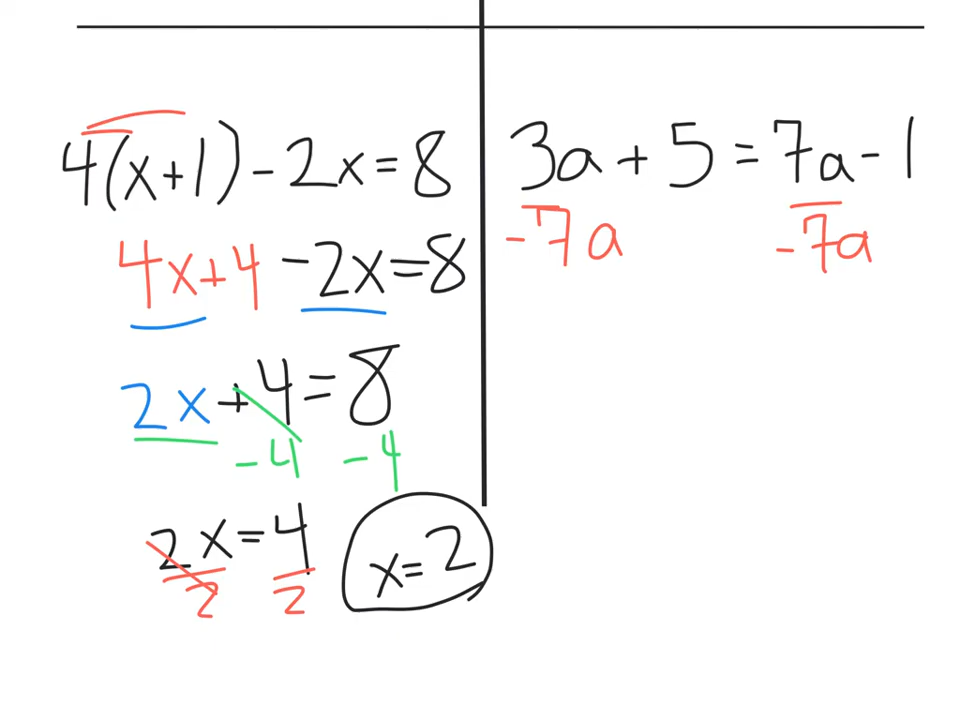 4(x+1)-2x=8
4x+4 -2x=8
2x+4=8
-4 -4
2x=4
2 2
x=2
3a+5=7a-1
-7a -7a